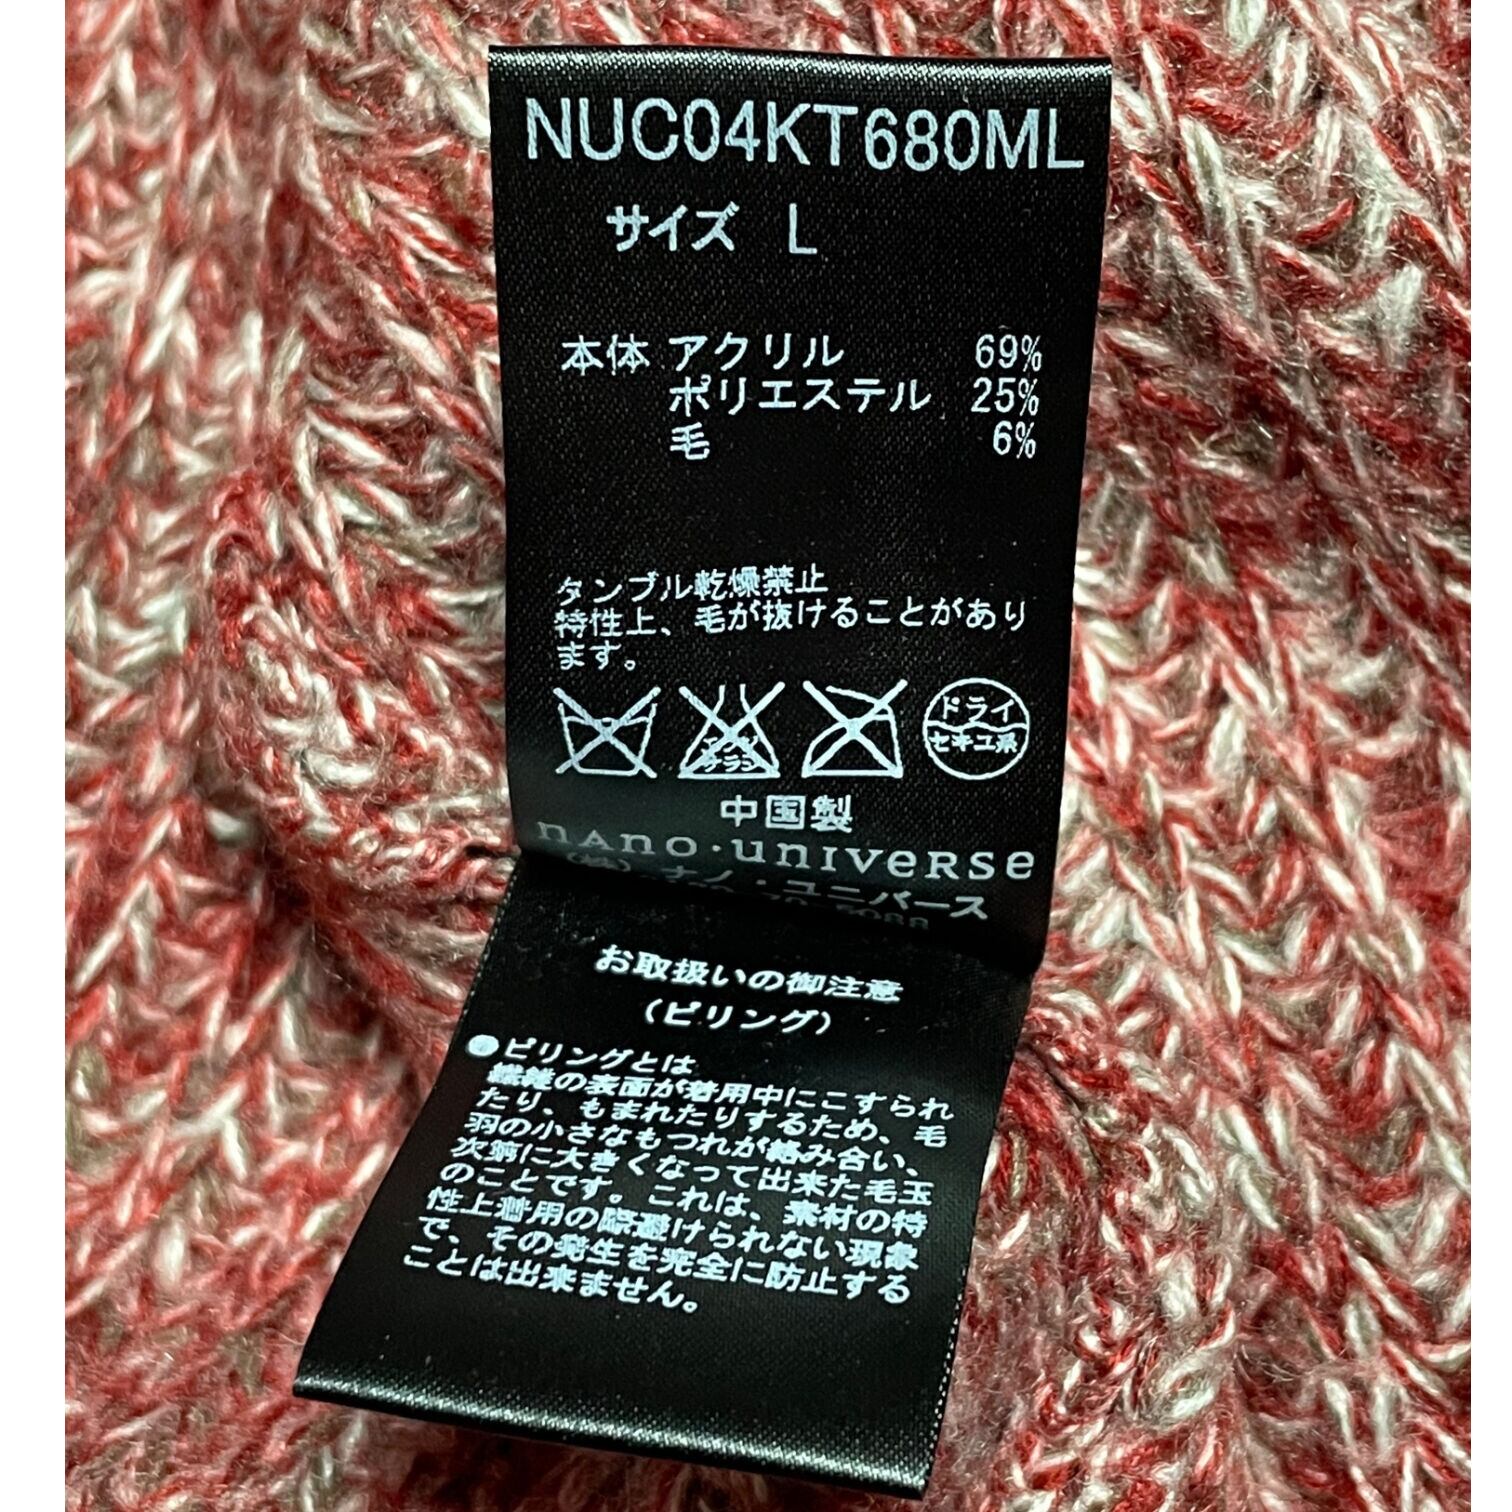 NUC04KT680ML
サイズ L
本体 アクリル 69%
ポリエステル 25%
毛 6%
タンブル乾燥禁止
特性上、毛が抜けることがあり
ます。
ドライ
セキユ系
中国製
nano・universe
(株)ナノ・ユニバース
お取扱いの御注意
(ピリング)
●ピリングとは
繊維の表面が着用中にこすられ
たり、もまれたりするため、毛
羽の小さなもつれが絡み合い、
次第に大きくなって出来た毛玉
のことです。これは、素材の特
性上着用の際避けられない現象
で、その発生を完全に防止する
ことは出来ません。